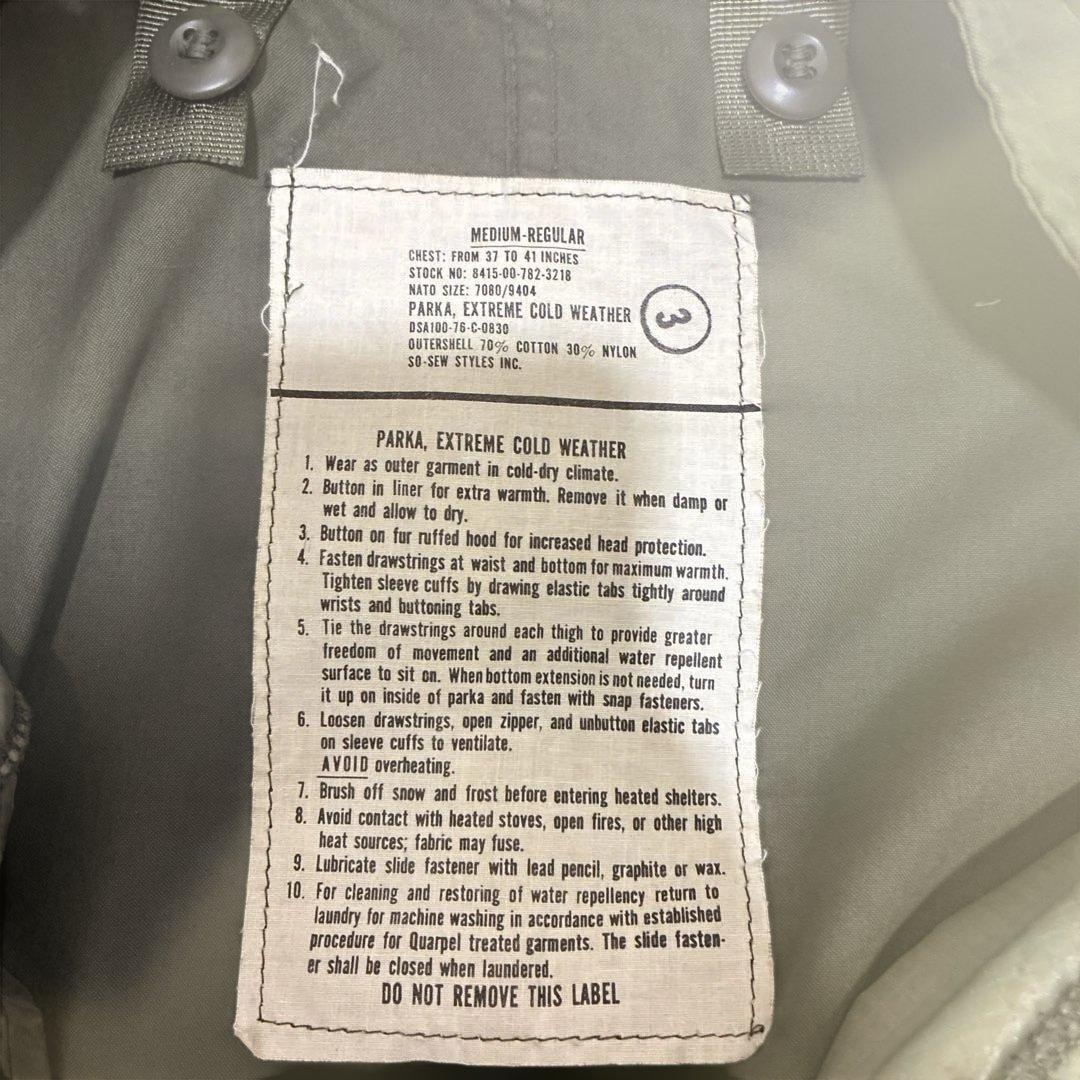 MEDIUM-REGULAR
CHEST: FROM 37 TO 41 INCHES
STOCK NO: 8415-00-782-3218
NATO SIZE: 7080/9404
PARKA, EXTREME COLD WEATHER
3
DSA100-76-C-0830
OUTERSHELL 70% COTTON 30% NYLON
SO-SEW STYLES INC.
PARKA, EXTREME COLD WEATHER
1. Wear as outer garment in cold-dry climate.
2. Button in liner for extra warmth. Remove it when damp or
wet and allow to dry.
3. Button on fur ruffed hood for increased head protection.
4. Fasten drawstrings at waist and bottom for maximum warmth.
Tighten sleeve cuffs by drawing elastic tabs tightly around
wrists and buttoning tabs.
5. Tie the drawstrings around each thigh to provide greater
freedom of movement and an additional water repellent
surface to sit on. When bottom extension is not needed, turn
it up on inside of parka and fasten with snap fasteners.
6. Loosen drawstrings, open zipper, and unbutton elastic tabs
on sleeve cuffs to ventilate.
AVOID overheating.
7. Brush off snow and frost before entering heated shelters.
8. Avoid contact with heated stoves, open fires, or other high
heat sources; fabric may fuse.
9. Lubricate slide fastener with lead pencil, graphite or wax.
10. For cleaning and restoring of water repellency return to
laundry for machine washing in accordance with established
procedure for Quarpel treated garments. The slide fasten-
er shall be closed when laundered.
DO NOT REMOVE THIS LABEL